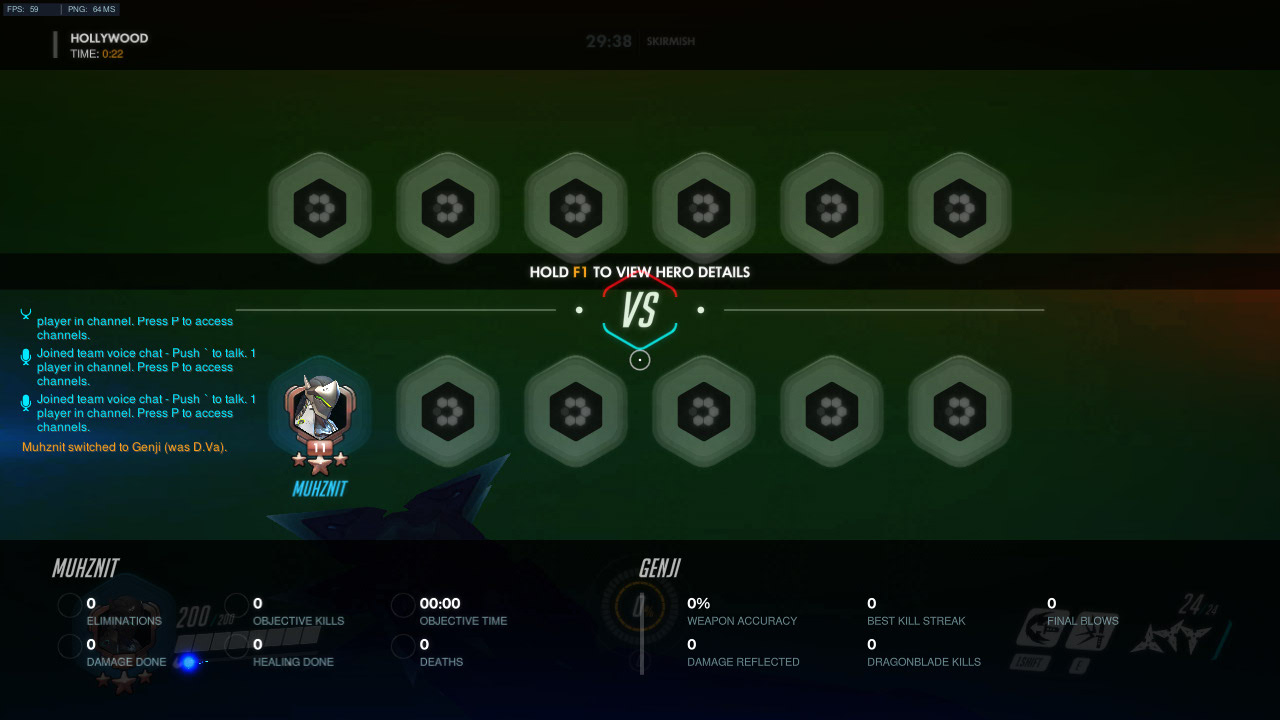 FPS: 59 | PNG: 64 MS
HOLLYWOOD
TIME: 0:22
29:38 | SKIRMISH
HOLD F1 TO VIEW HERO DETAILS
VS
player in channel. Press P to access
channels.
Joined team voice chat - Push ` to talk. 1
player in channel. Press P to access
channels.
Joined team voice chat - Push ` to talk. 1
player in channel. Press P to access
channels.
Muhznit switched to Genji (was D.Va).
11
MUHZNIT
MUHZNIT
GENJI
0
ELIMINATIONS
0
OBJECTIVE KILLS
00:00
OBJECTIVE TIME
0%
WEAPON ACCURACY
0
BEST KILL STREAK
0
FINAL BLOWS
0
DAMAGE DONE
0
HEALING DONE
0
DEATHS
0
DAMAGE REFLECTED
0
DRAGONBLADE KILLS
200/200
24/24
LSHIFT
E